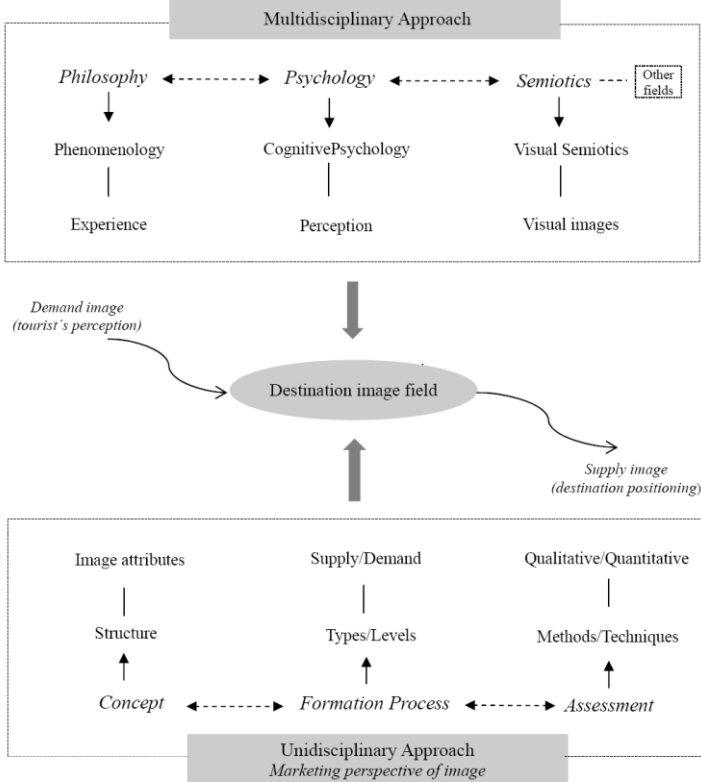 Multidisciplinary Approach
Philosophy Psychology Semiotics Other
fields
Phenomenology CognitivePsychology Visual Semiotics
Experience Perception Visual images
Demand image
(tourist´s perception)
Destination image field
Supply image
(destination positioning)
Image attributes Supply/Demand Qualitative/Quantitative
Structure Types/Levels Methods/Techniques
Concept Formation Process Assessment
Unidisciplinary Approach
Marketing perspective of image